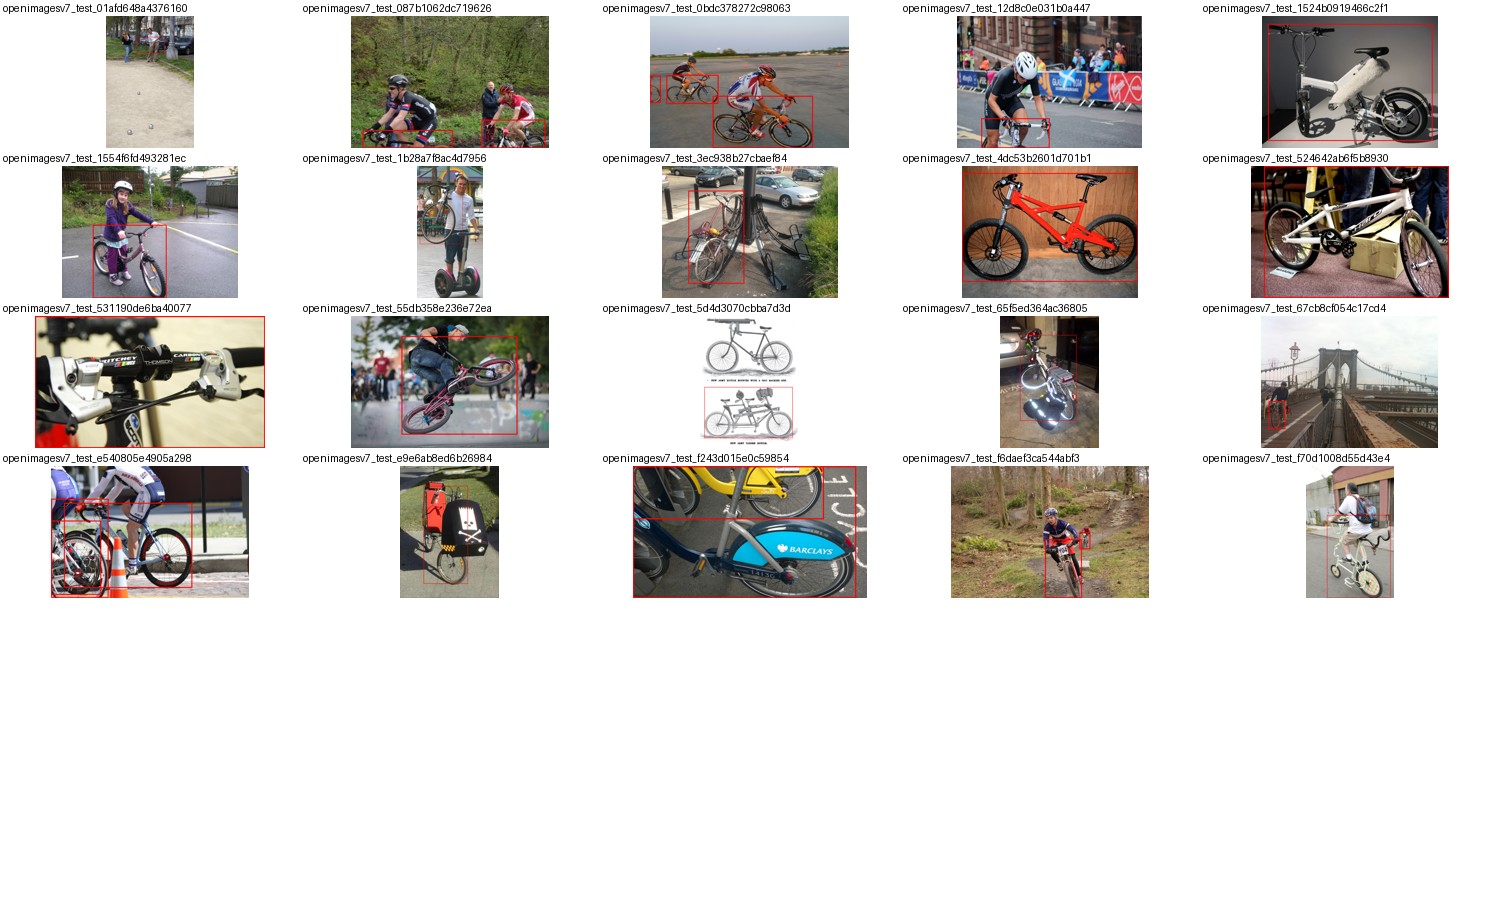 openimagesv7_test_01afd648a4376160
openimagesv7_test_087b1062dc719626
openimagesv7_test_0bdc378272c98063
openimagesv7_test_12d8c0e031b0a447
openimagesv7_test_1524b0919466c2f1
openimagesv7_test_1554f6fd493281ec
openimagesv7_test_1b28a7f8ac4d7956
openimagesv7_test_3ec938b27cbaef84
openimagesv7_test_4dc53b2601d701b1
openimagesv7_test_524642ab6f5b8930
openimagesv7_test_531190de6ba40077
openimagesv7_test_55db358e236e72ea
openimagesv7_test_5d4d3070cbba7d3d
openimagesv7_test_65f5ed364ac36805
openimagesv7_test_67cb8cf054c17cd4
RITCHEY
THOMSON
CARBON
openimagesv7_test_e540805e4905a298
openimagesv7_test_e9e6ab8ed6b26984
openimagesv7_test_f243d015e0c59854
openimagesv7_test_f6daef3ca544abf3
openimagesv7_test_f70d1008d55d43e4
BARCLAYS